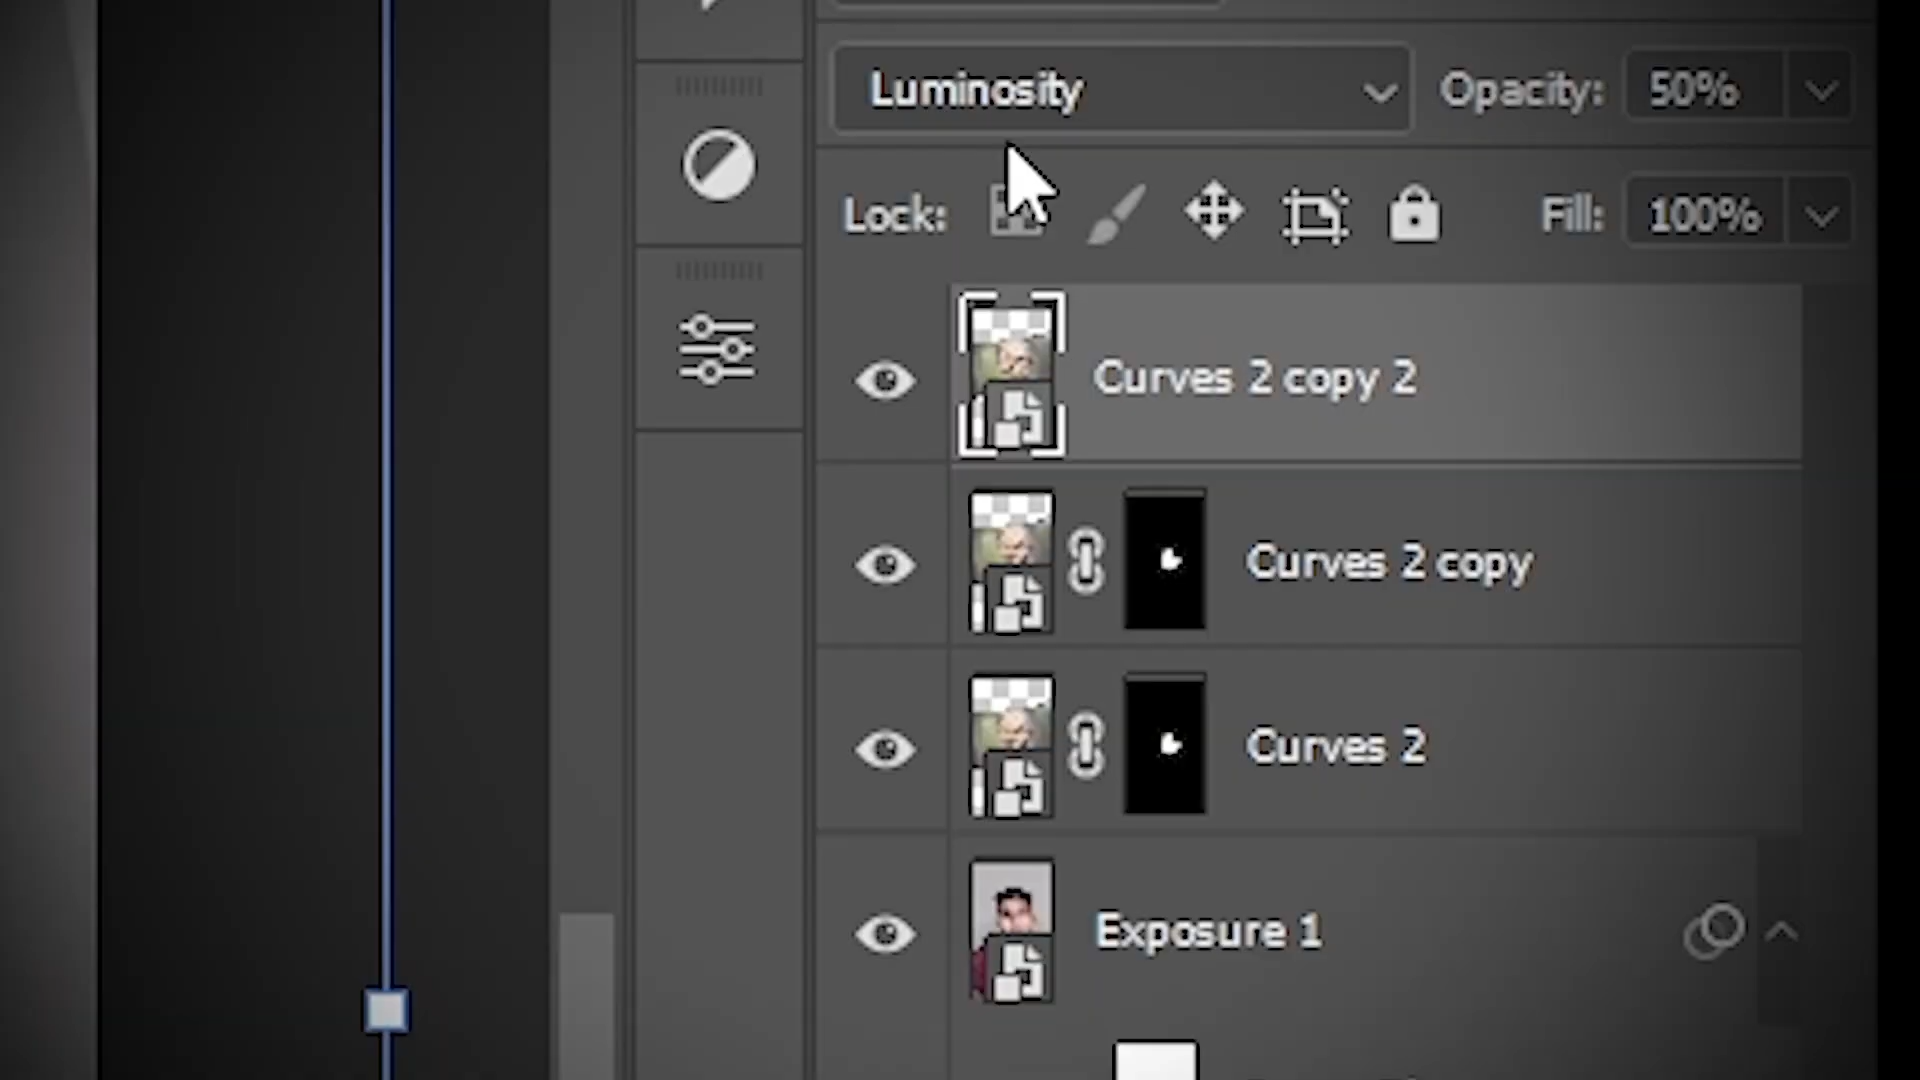 Luminosity Opacity: 50%
Lock: Fill: 100%
Curves 2 copy 2
Curves 2 copy
Curves 2
Exposure 1